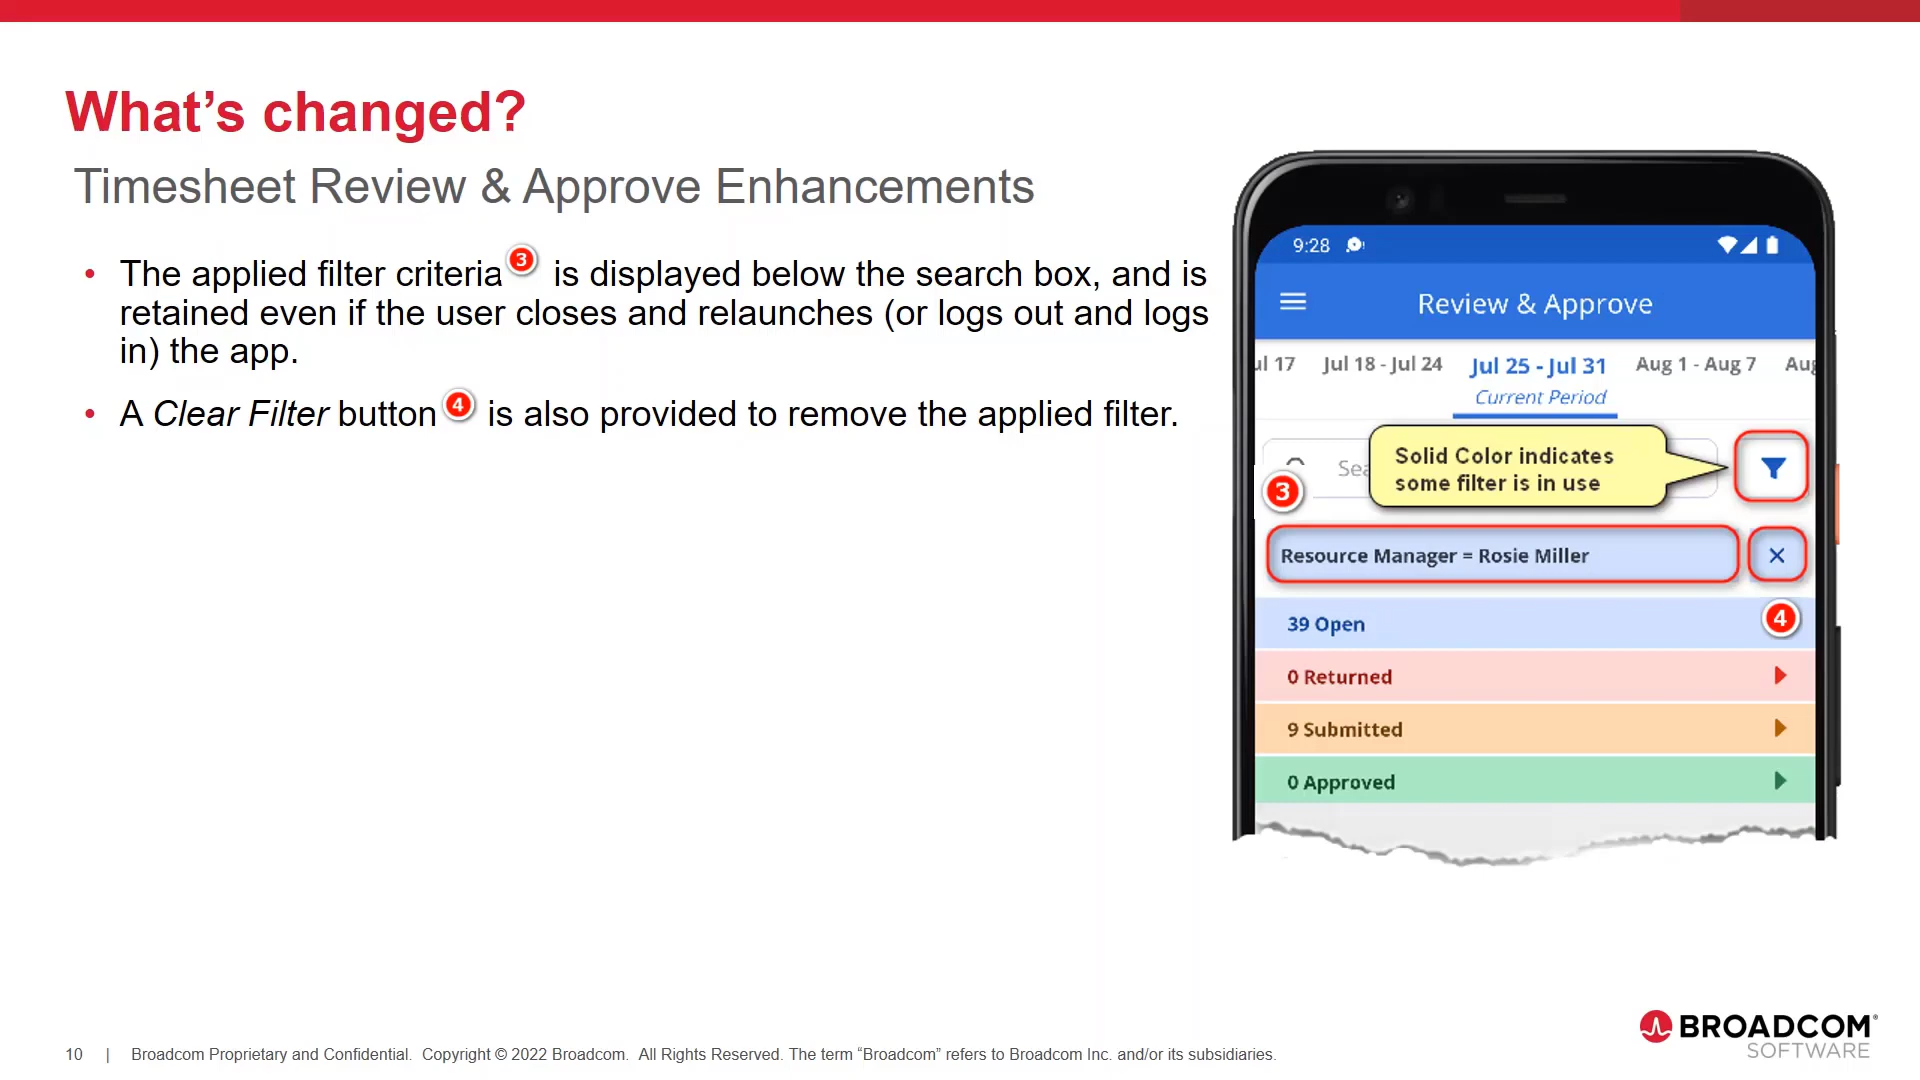 What’s changed?
Timesheet Review & Approve Enhancements
• The applied filter criteria 3 is displayed below the search box, and is
retained even if the user closes and relaunches (or logs out and logs
in) the app.
• A Clear Filter button 4 is also provided to remove the applied filter.
9:28
Review & Approve
ul 17 Jul 18 - Jul 24 Jul 25 - Jul 31 Aug 1 - Aug 7 Aug
Current Period
Sea
Solid Color indicates
some filter is in use
3
Resource Manager = Rosie Miller
39 Open
4
0 Returned
9 Submitted
0 Approved
BROADCOM®
SOFTWARE
10 | Broadcom Proprietary and Confidential. Copyright © 2022 Broadcom. All Rights Reserved. The term “Broadcom” refers to Broadcom Inc. and/or its subsidiaries.